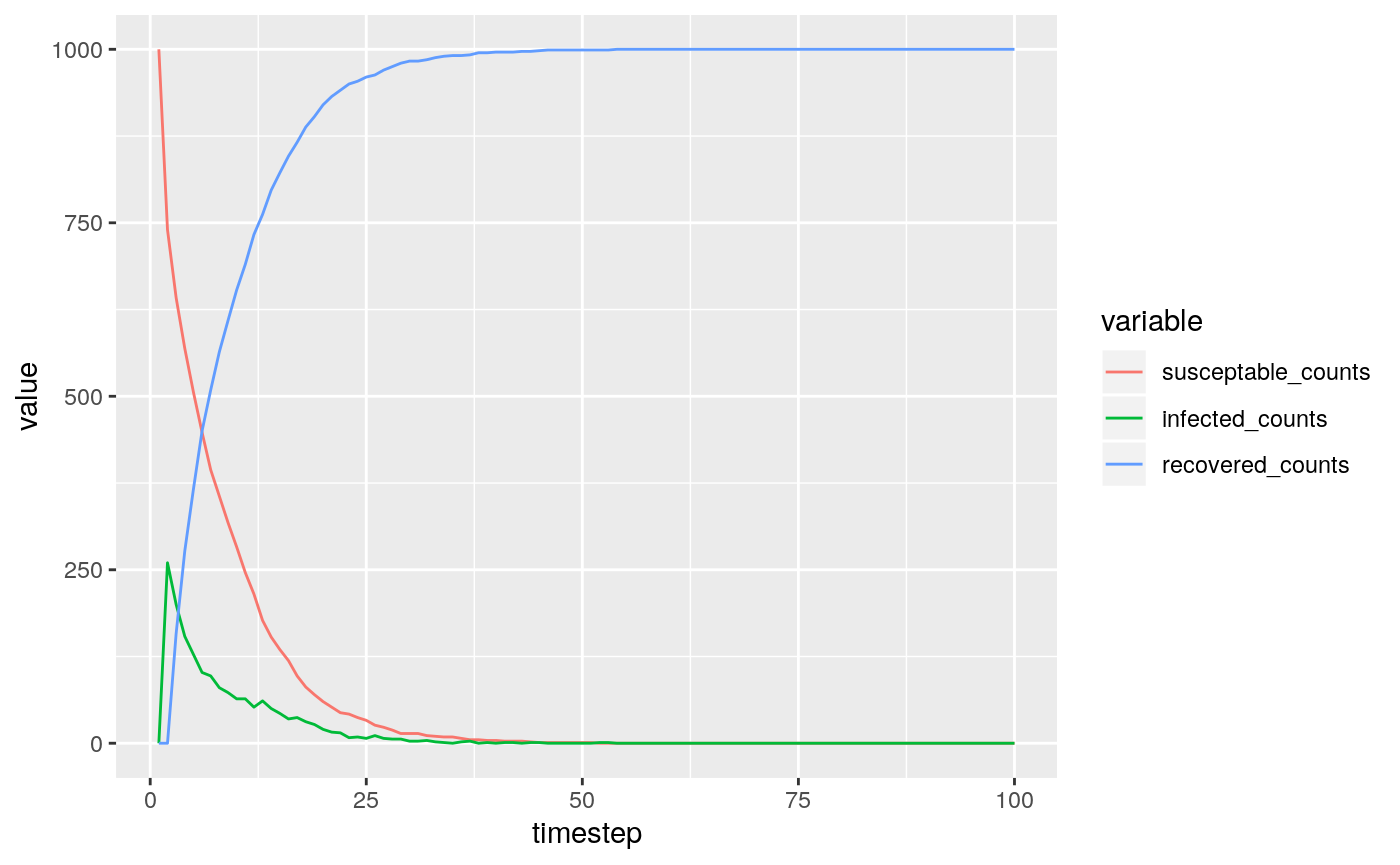 1000
750
500
250
0
0 25 50 75 100
timestep
value
variable
susceptable_counts
infected_counts
recovered_counts